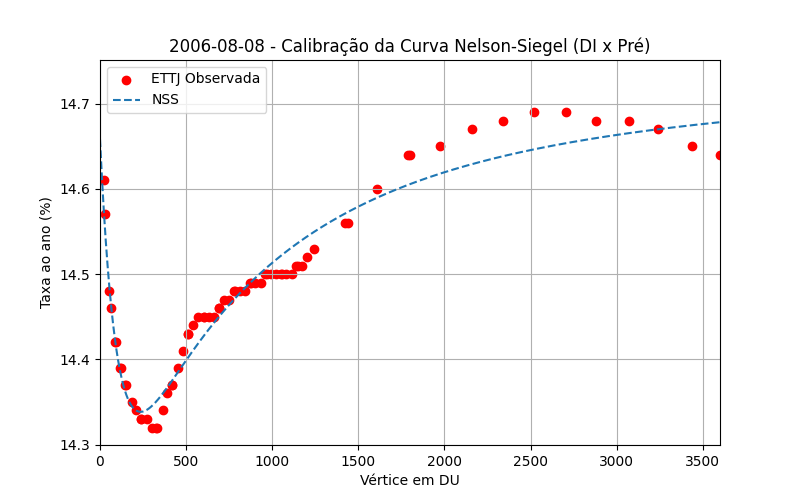 2006-08-08 - Calibração da Curva Nelson-Siegel (DI x Pré)
ETTJ Observada
NSS
Taxa ao ano (%)
14.7
14.6
14.5
14.4
14.3
0 500 1000 1500 2000 2500 3000 3500
Vértice em DU